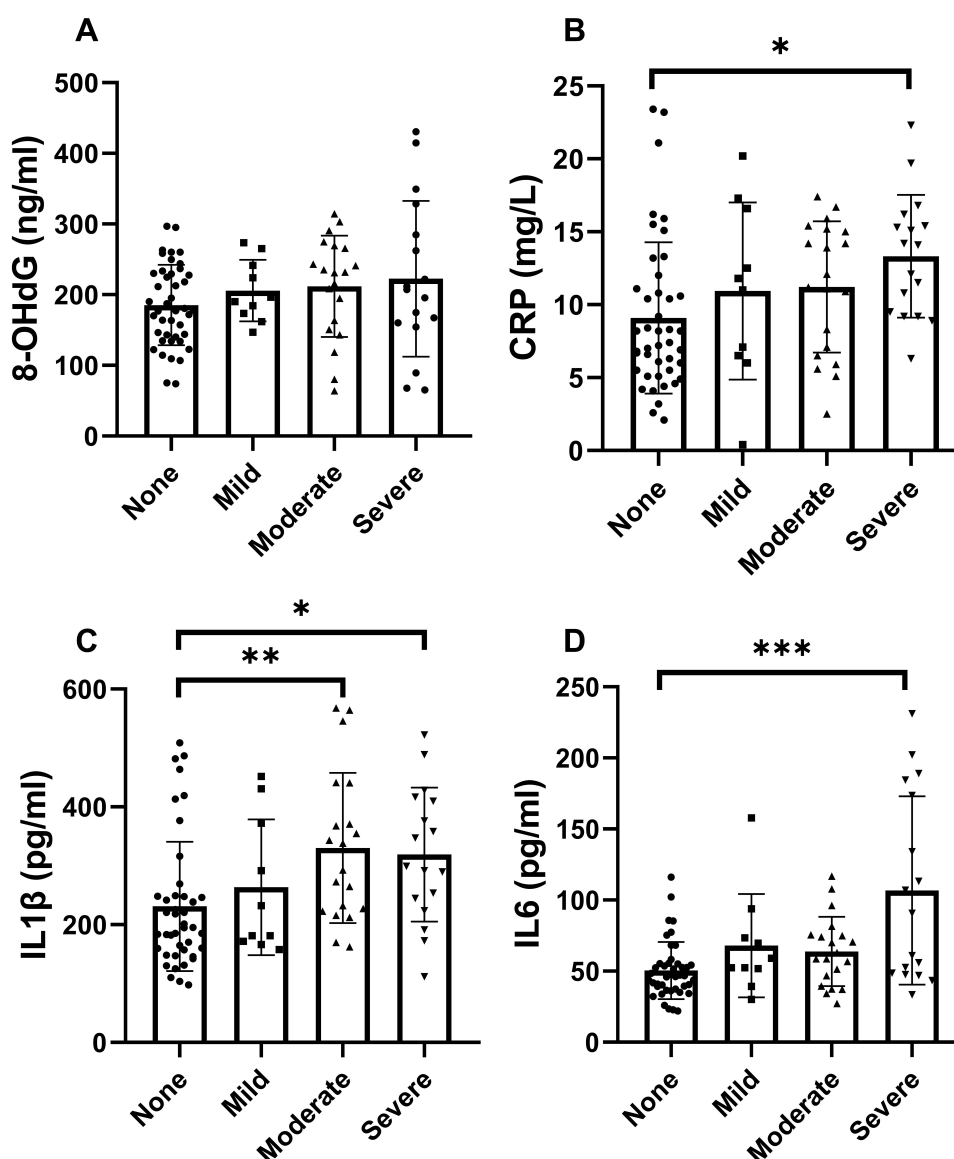 A
8-OHdG (ng/ml)
500
400
300
200
100
0
None
Mild
Moderate
Severe
B
*
CRP (mg/L)
25
20
15
10
5
0
None
Mild
Moderate
Severe
C
*
**
IL1β (pg/ml)
600
400
200
0
None
Mild
Moderate
Severe
D
***
IL6 (pg/ml)
250
200
150
100
50
0
None
Mild
Moderate
Severe